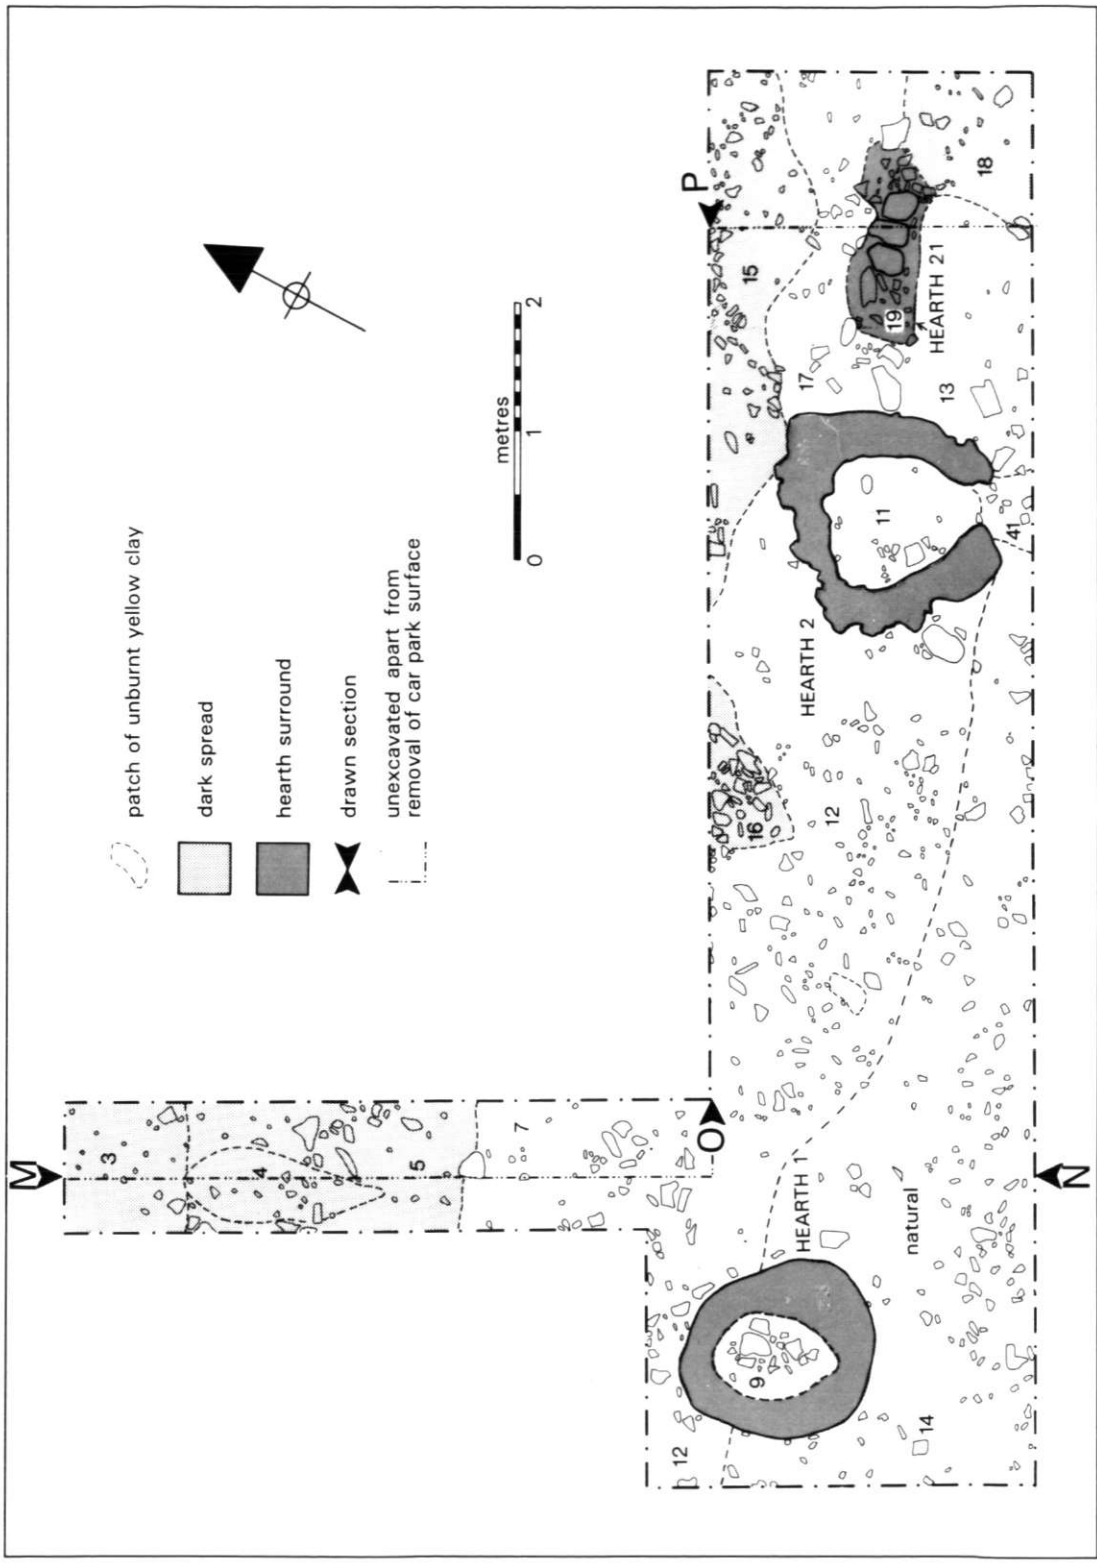 patch of unburnt yellow clay
dark spread
hearth surround
drawn section
unexcavated apart from
removal of car park surface
metres
0
1
2
M
3
4
5
7
O
P
N
15
16
12
17
13
18
19
HEARTH 21
HEARTH 2
11
41
HEARTH 1
9
12
14
natural